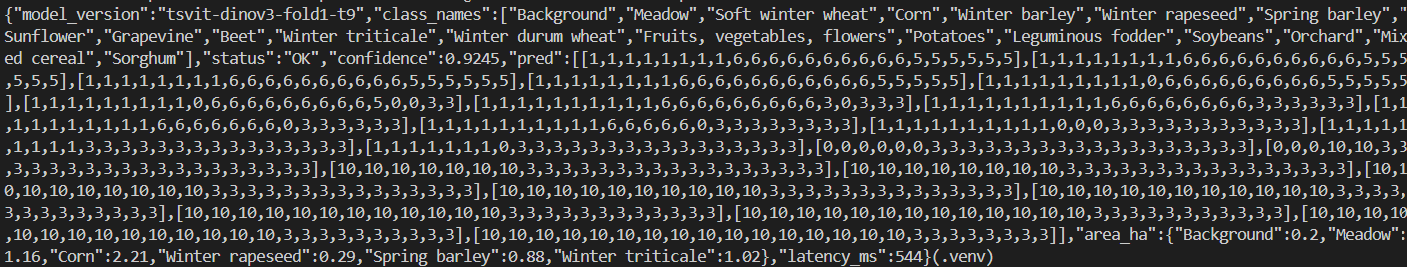 {"model_version":"tsvit-dinov3-fold1-t9","class_names":["Background","Meadow","Soft winter wheat","Corn","Winter barley","Winter rapeseed","Spring barley","
Sunflower","Grapevine","Beet","Winter triticale","Winter durum wheat","Fruits, vegetables, flowers","Potatoes","Leguminous fodder","Soybeans","Orchard","Mix
ed cereal","Sorghum"],"status":"OK","confidence":0.9245,"pred":[[1,1,1,1,1,1,1,1,6,6,6,6,6,6,6,6,6,6,5,5,5,5,5,5],[1,1,1,1,1,1,1,1,6,6,6,6,6,6,6,6,6,6,5,5,5
,5,5,5],[1,1,1,1,1,1,1,1,6,6,6,6,6,6,6,6,6,6,5,5,5,5,5,5],[1,1,1,1,1,1,1,1,6,6,6,6,6,6,6,6,6,6,6,5,5,5,5,5],[1,1,1,1,1,1,1,1,1,0,6,6,6,6,6,6,6,6,6,5,5,5,5,5
],[1,1,1,1,1,1,1,1,1,0,6,6,6,6,6,6,6,6,6,5,0,0,3,3],[1,1,1,1,1,1,1,1,1,1,6,6,6,6,6,6,6,6,6,3,0,3,3,3],[1,1,1,1,1,1,1,1,1,1,6,6,6,6,6,6,6,3,3,3,3,3,3,3],[1,1
,1,1,1,1,1,1,1,1,6,6,6,6,6,6,6,0,3,3,3,3,3,3],[1,1,1,1,1,1,1,1,1,1,6,6,6,6,6,0,3,3,3,3,3,3,3,3],[1,1,1,1,1,1,1,1,1,1,0,0,0,3,3,3,3,3,3,3,3,3,3,3],[1,1,1,1,1
,1,1,1,1,3,3,3,3,3,3,3,3,3,3,3,3,3,3,3],[1,1,1,1,1,1,1,0,3,3,3,3,3,3,3,3,3,3,3,3,3,3,3,3],[0,0,0,0,0,0,3,3,3,3,3,3,3,3,3,3,3,3,3,3,3,3,3,3],[0,0,0,10,10,3,3
,3,3,3,3,3,3,3,3,3,3,3,3,3,3,3,3,3],[10,10,10,10,10,10,10,3,3,3,3,3,3,3,3,3,3,3,3,3,3,3,3,3],[10,10,10,10,10,10,10,10,3,3,3,3,3,3,3,3,3,3,3,3,3,3,3,3],[10,1
0,10,10,10,10,10,10,10,3,3,3,3,3,3,3,3,3,3,3,3,3,3,3],[10,10,10,10,10,10,10,10,10,10,3,3,3,3,3,3,3,3,3,3,3,3,3,3],[10,10,10,10,10,10,10,10,10,10,10,3,3,3,3,
3,3,3,3,3,3,3,3,3],[10,10,10,10,10,10,10,10,10,10,10,10,3,3,3,3,3,3,3,3,3,3,3,3],[10,10,10,10,10,10,10,10,10,10,10,10,10,3,3,3,3,3,3,3,3,3,3,3],[10,10,10,10
,10,10,10,10,10,10,10,10,10,10,3,3,3,3,3,3,3,3,3,3],[10,10,10,10,10,10,10,10,10,10,10,10,10,10,10,10,3,3,3,3,3,3,3,3]],"area_ha":{"Background":0.2,"Meadow":
1.16,"Corn":2.21,"Winter rapeseed":0.29,"Spring barley":0.88,"Winter triticale":1.02},"latency_ms":544}(.venv)